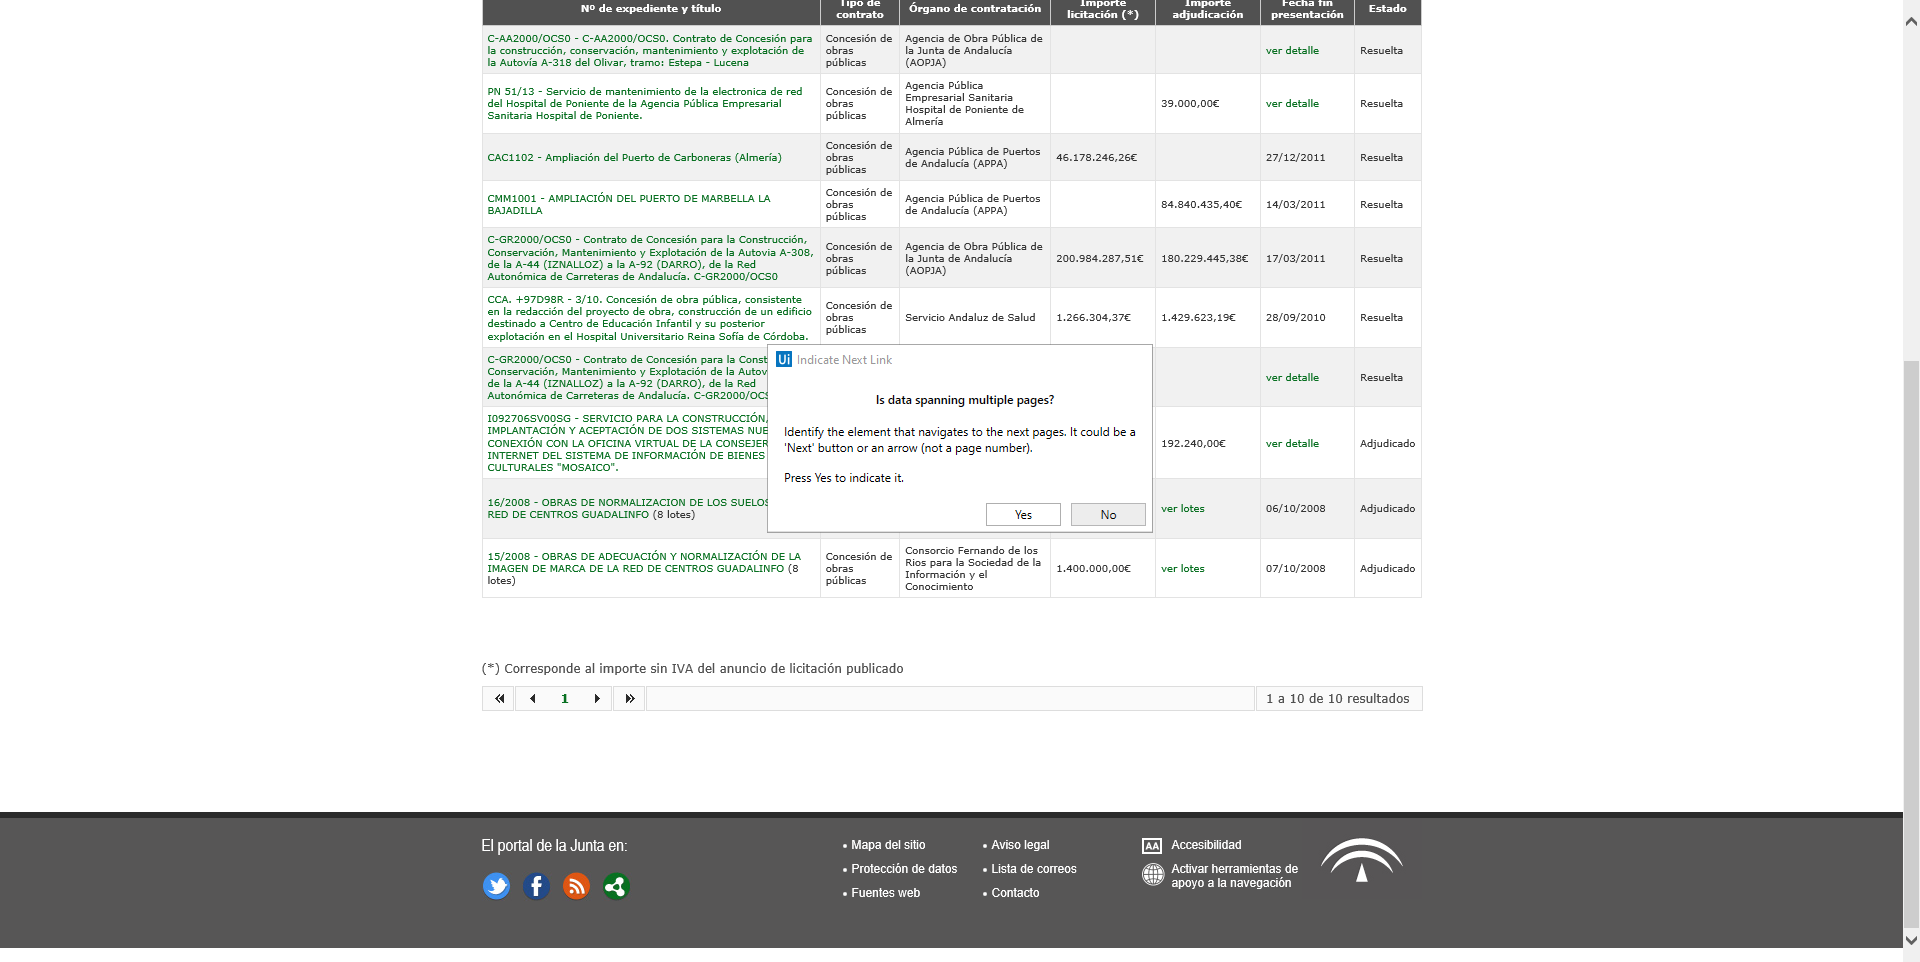 Nº de expediente y título
Tipo de
contrato
Órgano de contratación
Importe
licitación (*)
Importe
adjudicación
Fecha fin
presentación
Estado
C-AA2000/OCS0 - C-AA2000/OCS0. Contrato de Concesión para
la construcción, conservación, mantenimiento y explotación de
la Autovía A-318 del Olivar, tramo: Estepa - Lucena
Concesión de
obras
públicas
Agencia de Obra Pública de
la Junta de Andalucía
(AOPJA)
ver detalle
Resuelta
PN 51/13 - Servicio de mantenimiento de la electronica de red
del Hospital de Poniente de la Agencia Pública Empresarial
Sanitaria Hospital de Poniente.
Concesión de
obras
públicas
Agencia Pública
Empresarial Sanitaria
Hospital de Poniente de
Almería
39.000,00€
ver detalle
Resuelta
CAC1102 - Ampliación del Puerto de Carboneras (Almería)
Concesión de
obras
públicas
Agencia Pública de Puertos
de Andalucía (APPA)
46.178.246,26€
27/12/2011
Resuelta
CMM1001 - AMPLIACIÓN DEL PUERTO DE MARBELLA LA
BAJADILLA
Concesión de
obras
públicas
Agencia Pública de Puertos
de Andalucía (APPA)
84.840.435,40€
14/03/2011
Resuelta
C-GR2000/OCS0 - Contrato de Concesión para la Construcción,
Conservación, Mantenimiento y Explotación de la Autovia A-308,
de la A-44 (IZNALLOZ) a la A-92 (DARRO), de la Red
Autonómica de Carreteras de Andalucía. C-GR2000/OCS0
Concesión de
obras
públicas
Agencia de Obra Pública de
la Junta de Andalucía
(AOPJA)
200.984.287,51€
180.229.445,38€
17/03/2011
Resuelta
CCA. +97D98R - 3/10. Concesión de obra pública, consistente
en la redacción del proyecto de obra, construcción de un edificio
destinado a Centro de Educación Infantil y su posterior
explotación en el Hospital Universitario Reina Sofía de Córdoba.
Concesión de
obras
públicas
Servicio Andaluz de Salud
1.266.304,37€
1.429.623,19€
28/09/2010
Resuelta
C-GR2000/OCS0 - Contrato de Concesión para la Const
Conservación, Mantenimiento y Explotación de la Autov
de la A-44 (IZNALLOZ) a la A-92 (DARRO), de la Red
Autonómica de Carreteras de Andalucía. C-GR2000/OCS
ver detalle
Resuelta
I092706SV00SG - SERVICIO PARA LA CONSTRUCCIÓN,
IMPLANTACIÓN Y ACEPTACIÓN DE DOS SISTEMAS NUE
CONEXIÓN CON LA OFICINA VIRTUAL DE LA CONSEJER
INTERNET DEL SISTEMA DE INFORMACIÓN DE BIENES
CULTURALES "MOSAICO".
192.240,00€
ver detalle
Adjudicado
16/2008 - OBRAS DE NORMALIZACION DE LOS SUELOS
RED DE CENTROS GUADALINFO (8 lotes)
ver lotes
06/10/2008
Adjudicado
15/2008 - OBRAS DE ADECUACIÓN Y NORMALIZACIÓN DE LA
IMAGEN DE MARCA DE LA RED DE CENTROS GUADALINFO (8
lotes)
Concesión de
obras
públicas
Consorcio Fernando de los
Rios para la Sociedad de la
Información y el
Conocimiento
1.400.000,00€
ver lotes
07/10/2008
Adjudicado
Ui Indicate Next Link
Is data spanning multiple pages?
Identify the element that navigates to the next pages. It could be a
'Next' button or an arrow (not a page number).
Press Yes to indicate it.
Yes
No
(*) Corresponde al importe sin IVA del anuncio de licitación publicado
1
1 a 10 de 10 resultados
El portal de la Junta en:
Mapa del sitio
Protección de datos
Fuentes web
Aviso legal
Lista de correos
Contacto
AA Accesibilidad
Activar herramientas de
apoyo a la navegación